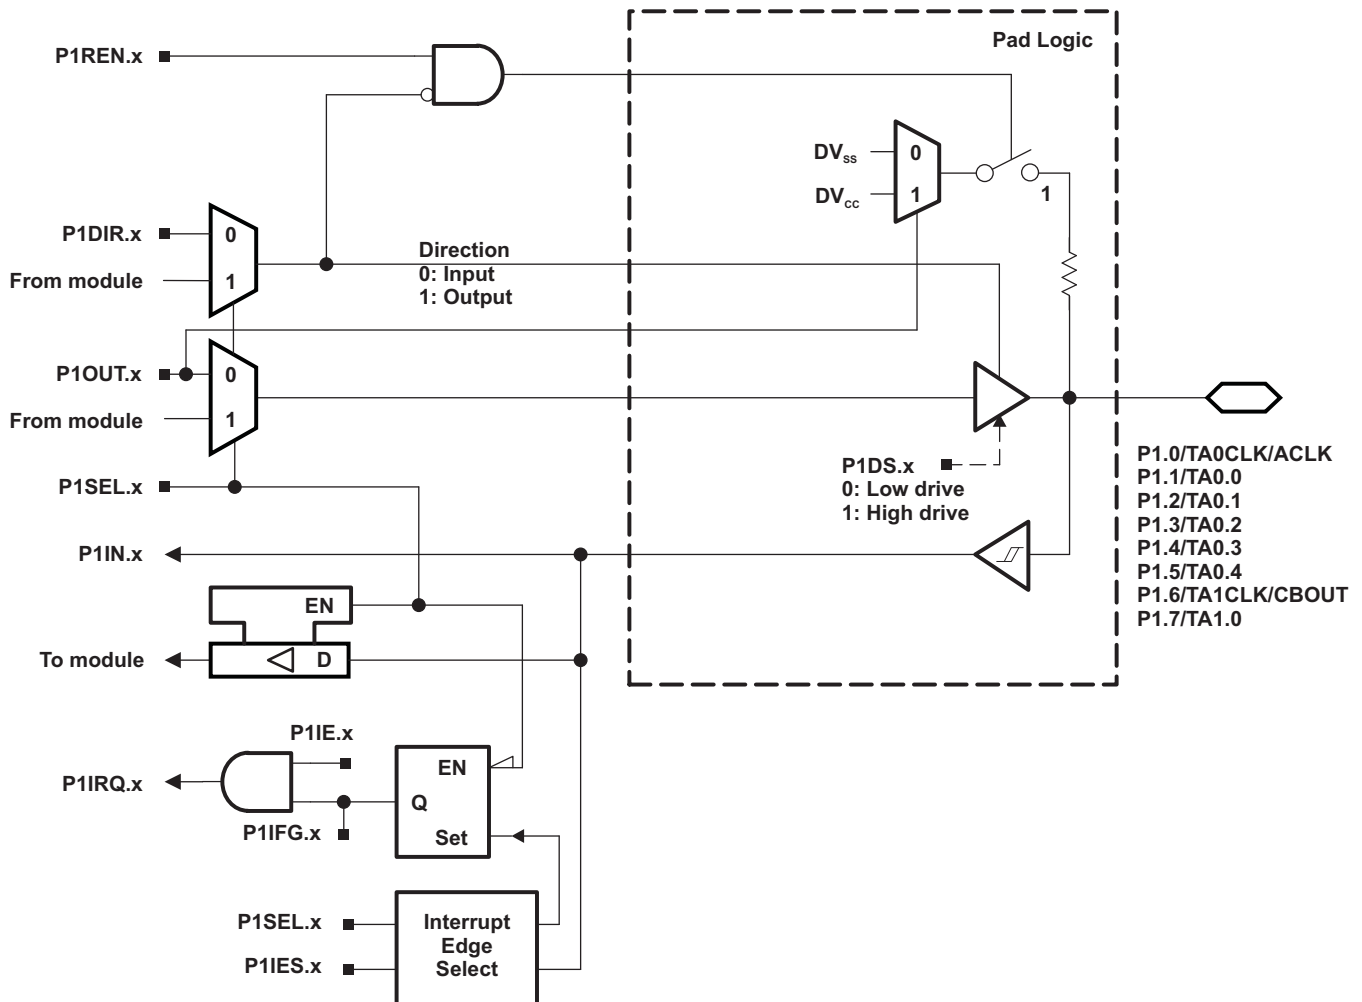 Pad Logic
P1REN.x
DVSS
0
DVCC
1
1
P1DIR.x
0
From module
1
Direction
0: Input
1: Output
P1OUT.x
0
From module
1
P1SEL.x
P1DS.x
0: Low drive
1: High drive
P1.0/TA0CLK/ACLK
P1.1/TA0.0
P1.2/TA0.1
P1.3/TA0.2
P1.4/TA0.3
P1.5/TA0.4
P1.6/TA1CLK/CBOUT
P1.7/TA1.0
P1IN.x
EN
To module
D
P1IE.x
P1IRQ.x
EN
Q
P1IFG.x
Set
P1SEL.x
P1IES.x
Interrupt
Edge
Select